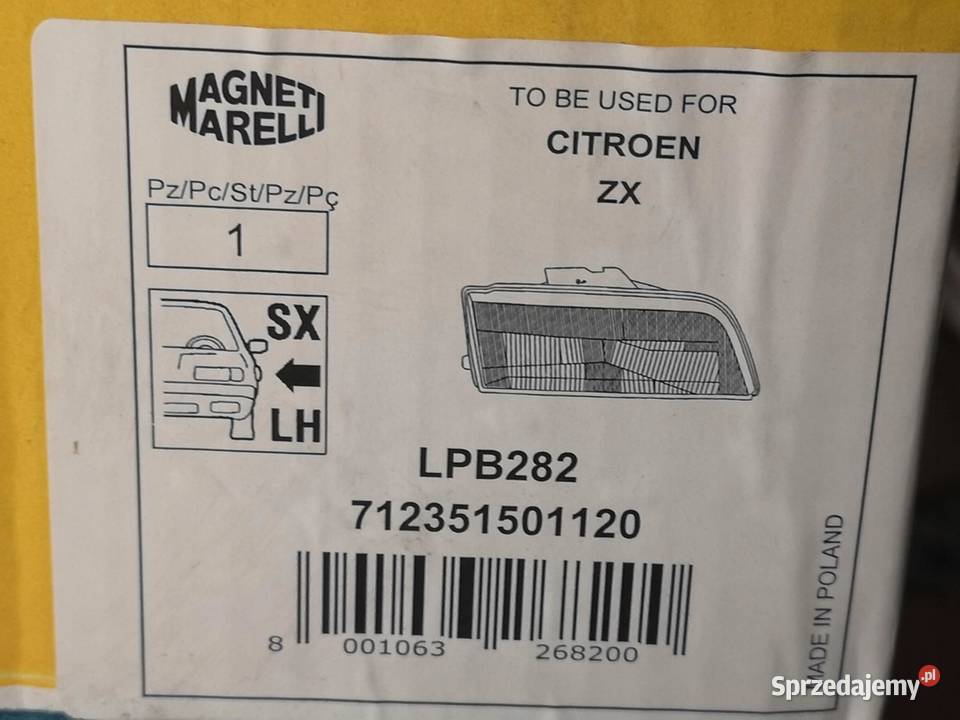 MAGNETI
MARELLI
TO BE USED FOR
CITROEN
ZX
Pz/Pc/St/Pz/Pç
1
SX
LH
LPB282
712351501120
8 001063 268200
MADE IN POLAND
Sprzedajemy.pl